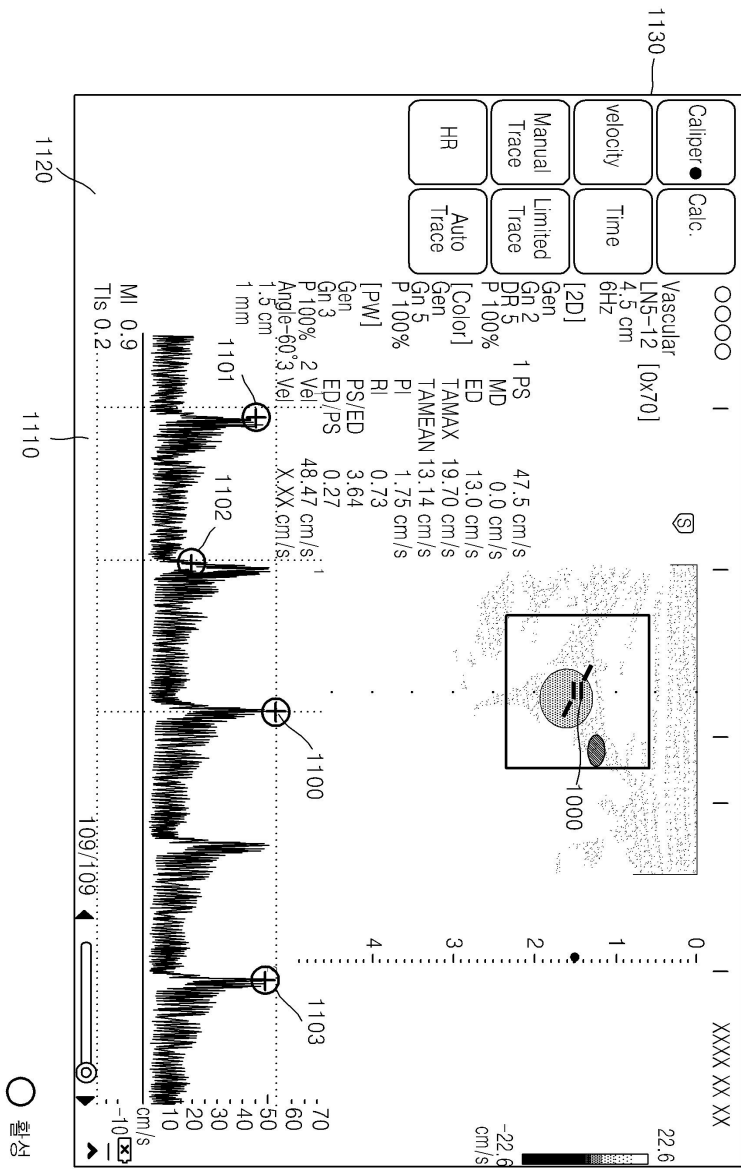 1130
1120
1110
Caliper● Calc.
velocity Time
Manual Trace Limited Trace
HR Auto Trace
XXXX XX XX
Vascular
LN5-12 [0x70]
4.5 cm
6Hz
[2D]
Gen
Gn 2
DR 5
P 100%
[Color]
Gen
Gn 5
P 100%
[PW]
Gen
Gn 3
P 100%
Angle-60°
1.5 cm
1 mm
MI 0.9
TIs 0.2
1 PS 47.5 cm/s
MD 0.0 cm/s
ED 13.0 cm/s
TAMAX 19.70 cm/s
TAMEAN 13.14 cm/s
PI 1.75 cm/s
RI 0.73
PS/ED 3.64
ED/PS 0.27
2 Vel 48.47 cm/s
3 Vel X.XX cm/s
S
1000
0
1
2
3
4
22.6
-22.6
cm/s
1101
1102
1
1100
1103
70
60
50
40
30
20
10
cm/s
-10
109/109
활성